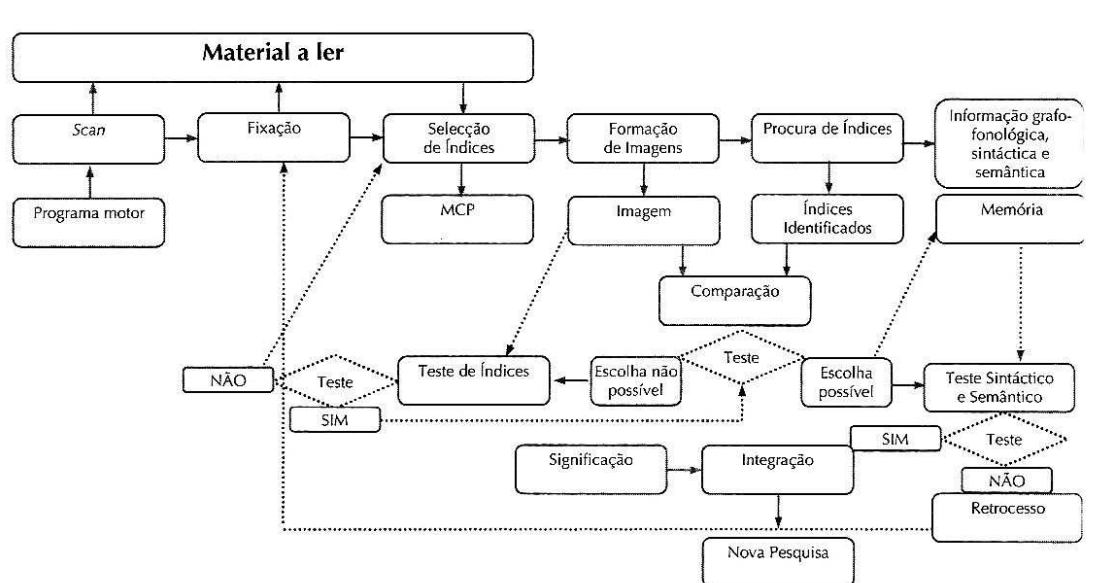 Material a ler
Scan
Fixação
Selecção
de Índices
Formação
de Imagens
Procura de Índices
Informação grafo-
fonológica,
sintáctica e
semântica
Programa motor
MCP
Imagem
Índices
Identificados
Memória
Comparação
NÃO
Teste
Teste de Índices
Escolha não
possível
Teste
Escolha
possível
Teste Sintáctico
e Semântico
SIM
SIM
Teste
Significação
Integração
NÃO
Retrocesso
Nova Pesquisa